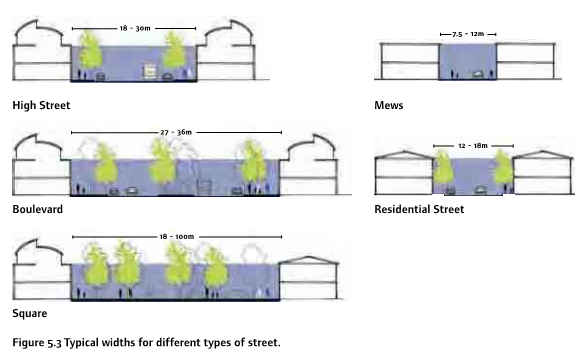 18 - 30m
High Street
7.5 - 12m
Mews
27 - 36m
Boulevard
12 - 18m
Residential Street
18 - 100m
Square
Figure 5.3 Typical widths for different types of street.